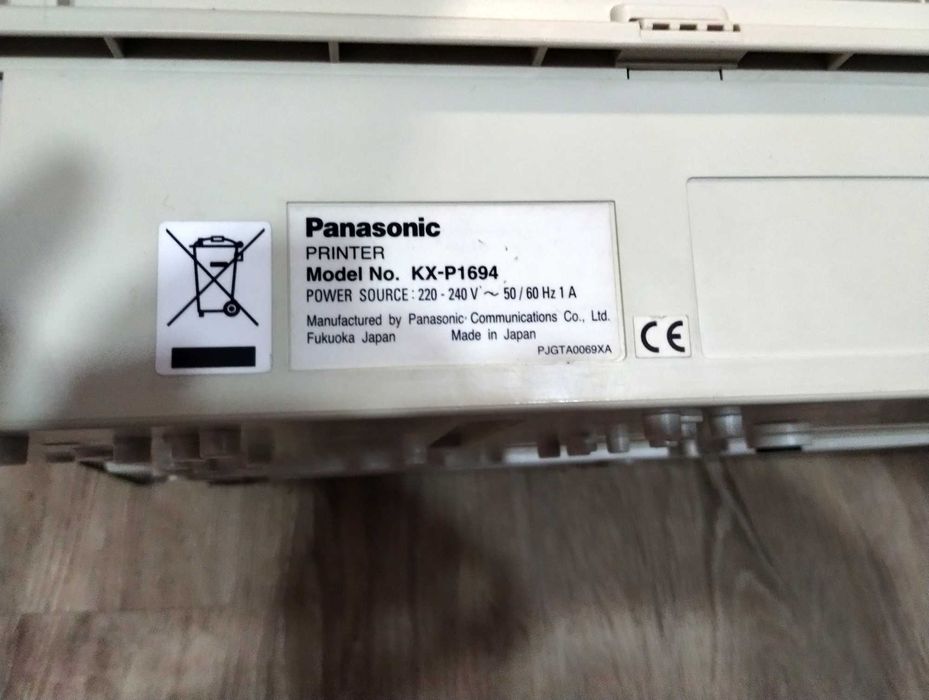 Panasonic
PRINTER
Model No. KX-P1694
POWER SOURCE : 220 - 240 V ～ 50 / 60 Hz 1 A
Manufactured by Panasonic Communications Co., Ltd.
Fukuoka Japan Made in Japan
PJGTA0069XA
CE